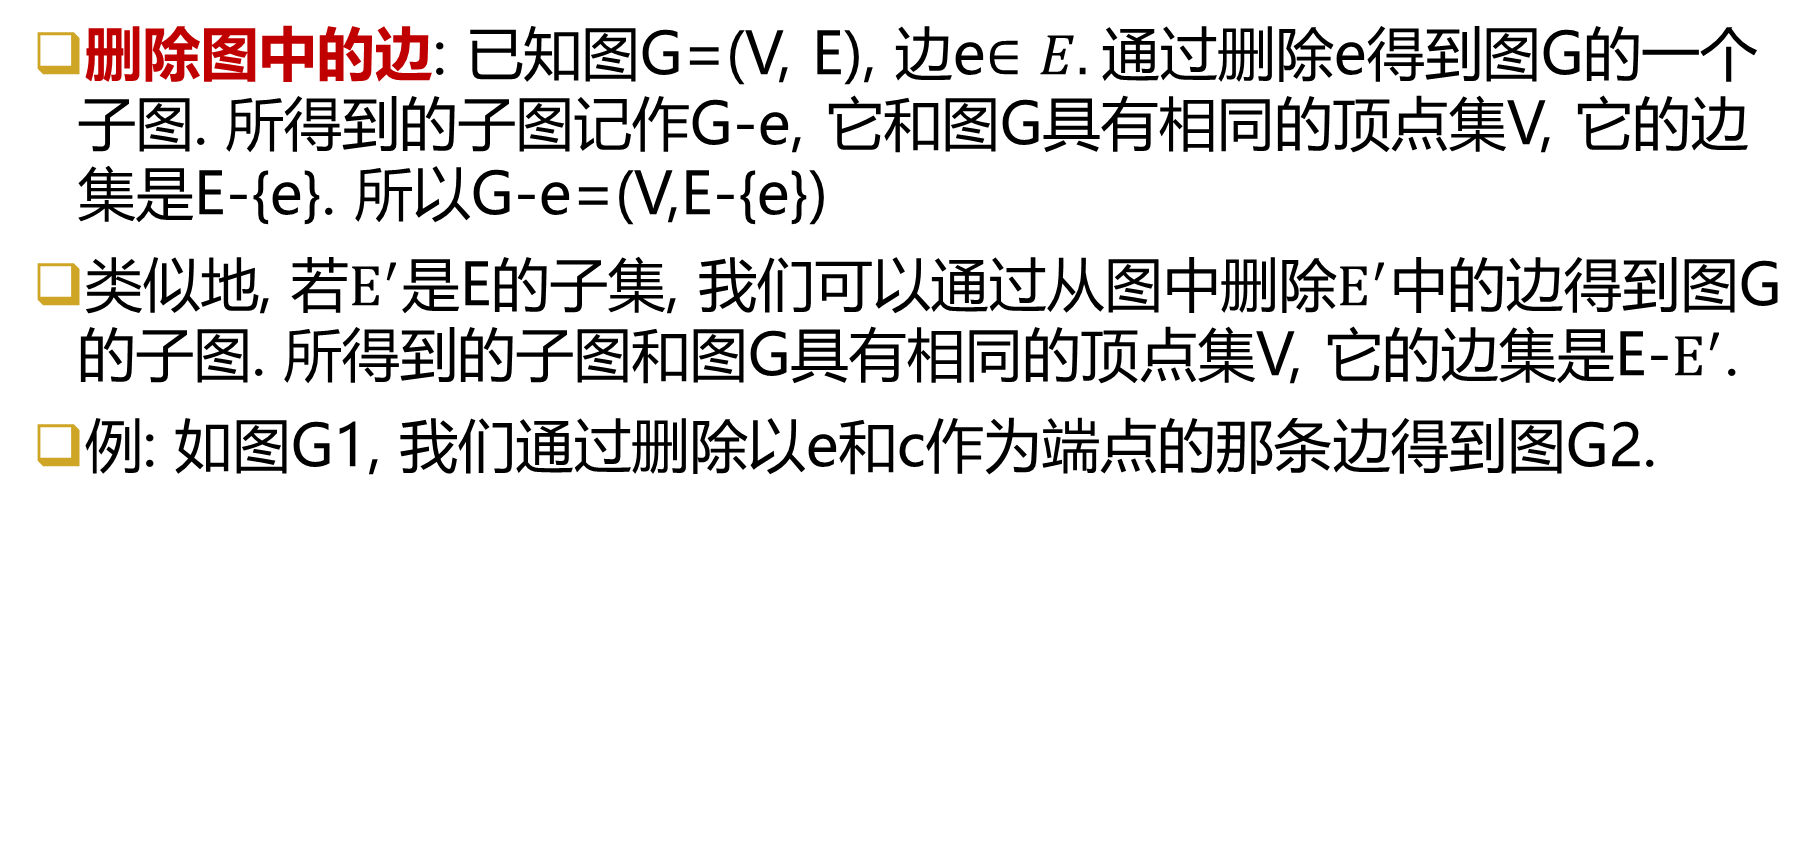 ❑删除图中的边: 已知图G=(V, E), 边e∈ E. 通过删除e得到图G的一个
子图. 所得到的子图记作G-e, 它和图G具有相同的顶点集V, 它的边
集是E-{e}. 所以G-e=(V,E-{e})
❑类似地, 若E′是E的子集, 我们可以通过从图中删除E′中的边得到图G
的子图. 所得到的子图和图G具有相同的顶点集V, 它的边集是E-E′.
❑例: 如图G1, 我们通过删除以e和c作为端点的那条边得到图G2.